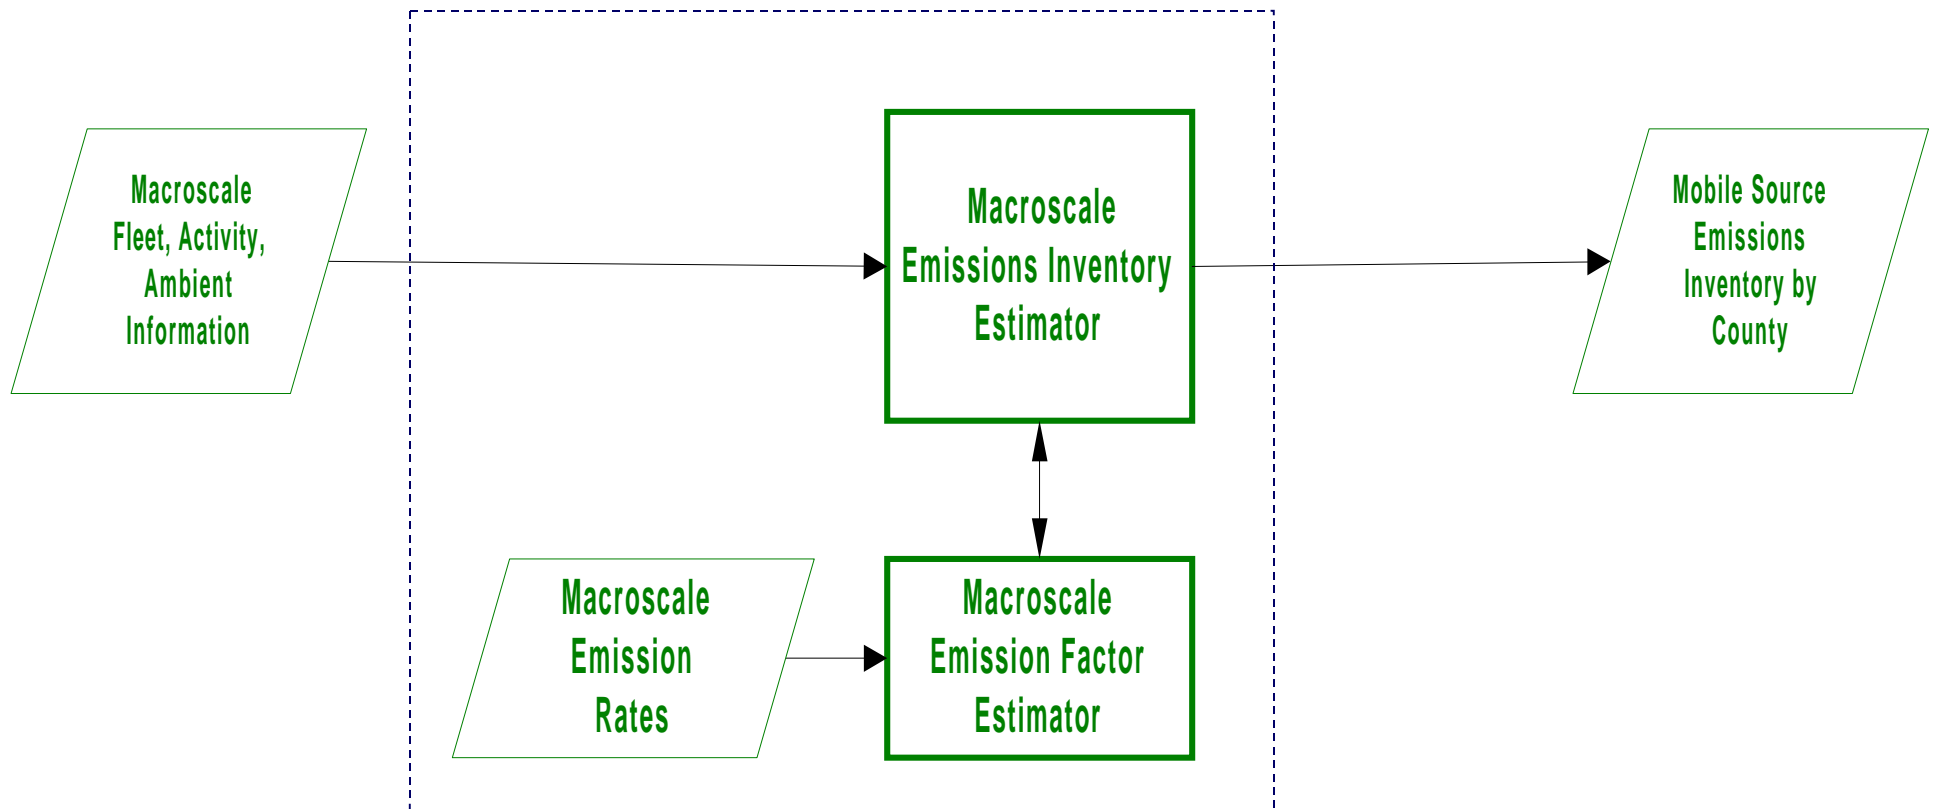 Macroscale
Fleet, Activity,
Ambient
Information
Macroscale
Emissions Inventory
Estimator
Mobile Source
Emissions
Inventory by
County
Macroscale
Emission
Rates
Macroscale
Emission Factor
Estimator